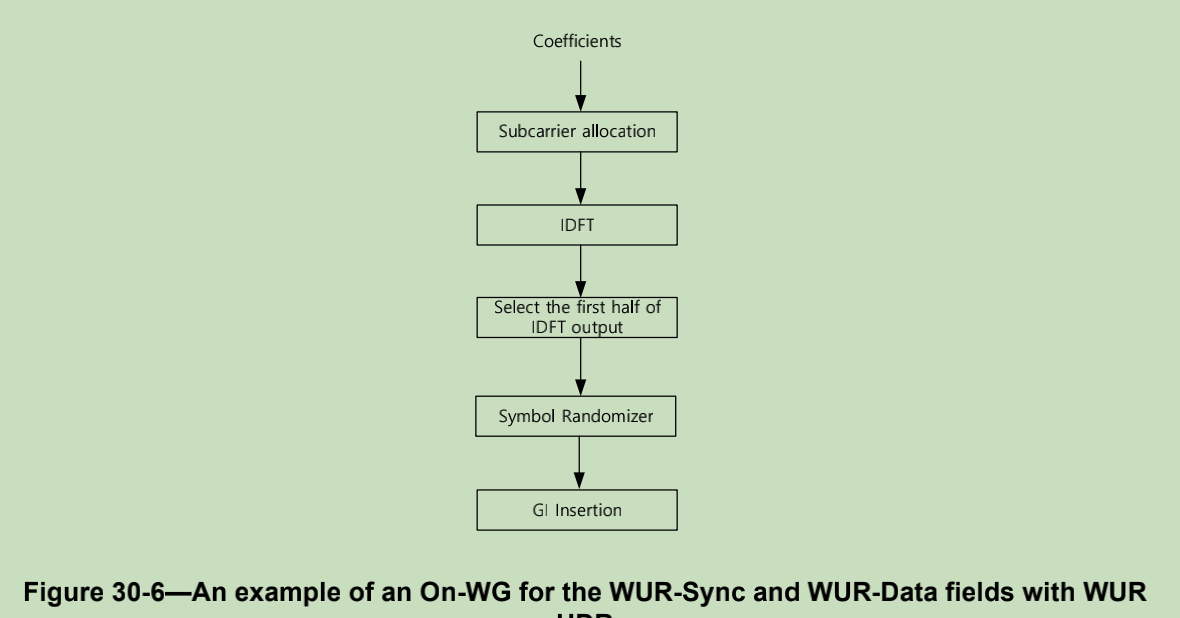 Coefficients
Subcarrier allocation
IDFT
Select the first half of
IDFT output
Symbol Randomizer
GI Insertion
Figure 30-6—An example of an On-WG for the WUR-Sync and WUR-Data fields with WUR